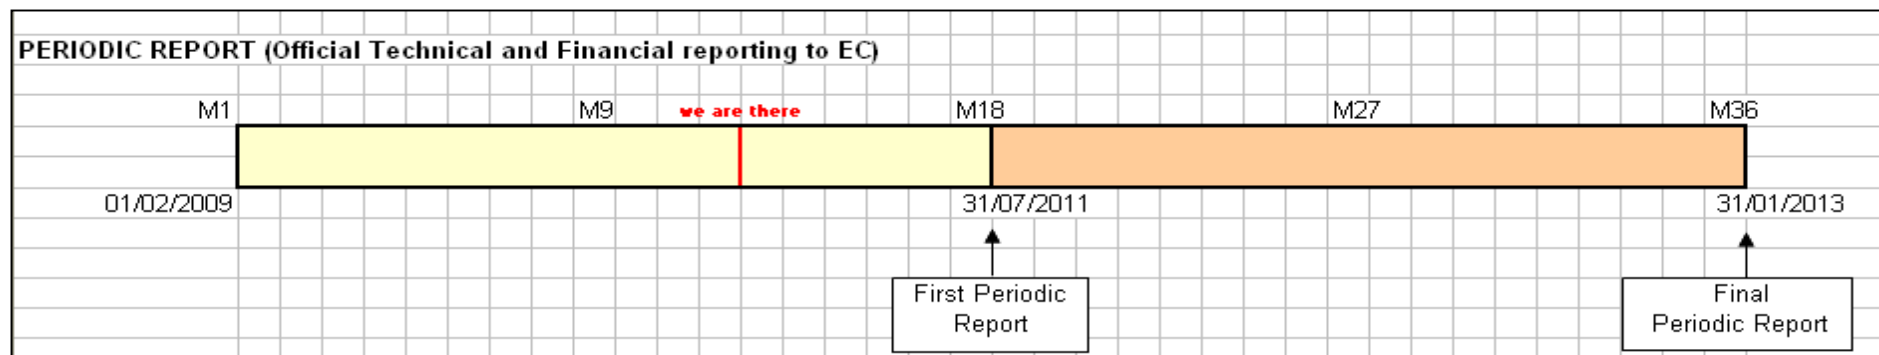 PERIODIC REPORT (Official Technical and Financial reporting to EC)
M1 M9 we are there M18 M27 M36
01/02/2009 31/07/2011 31/01/2013
First Periodic
Report
Final
Periodic Report